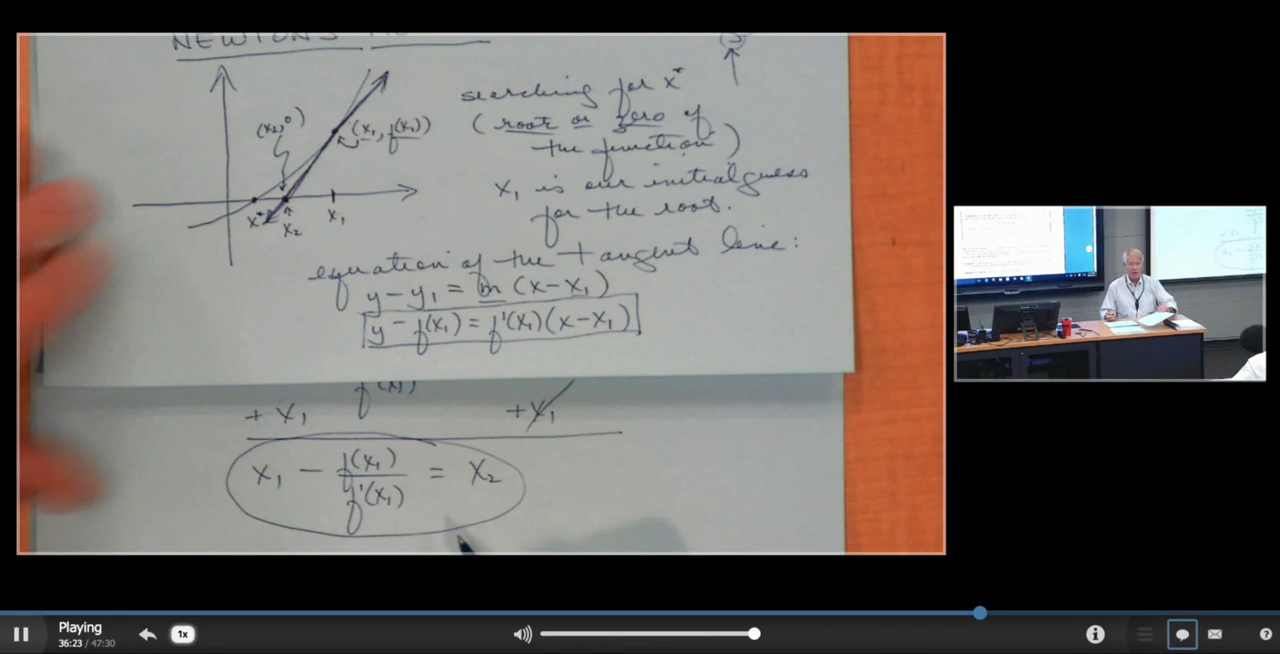 NEWTON'S
searching for x*
(x₂, 0)
(x₁, f(x₁))
(root or zero of
the function)
x₁ is our initial guess
for the root.
x*
x₂
x₁
equation of the tangent line:
y - y₁ = m (x - x₁)
y - f(x₁) = f'(x₁)(x - x₁)
+ x₁
+ x₁
x₁ - f(x₁)/f'(x₁) = x₂
Playing
36:23 / 47:30
1x